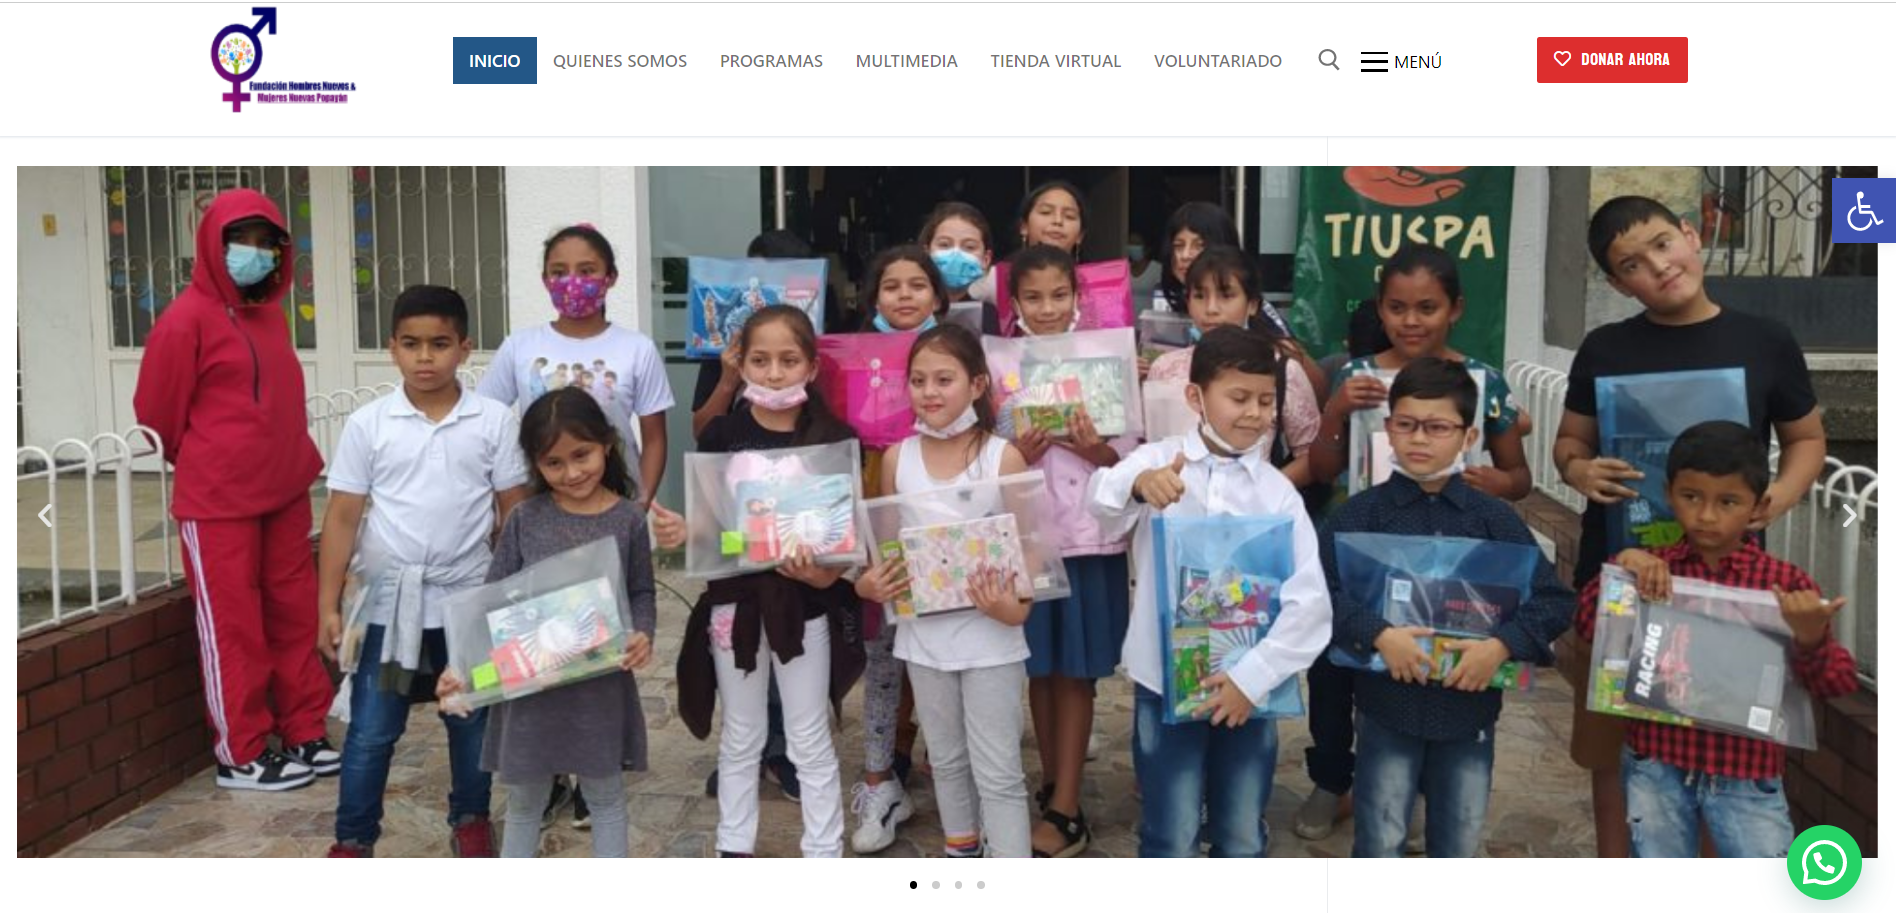 Fundación Hombres Nuevos &
Mujeres Nuevas Popayán
INICIO
QUIENES SOMOS
PROGRAMAS
MULTIMEDIA
TIENDA VIRTUAL
VOLUNTARIADO
MENÚ
DONAR AHORA
TIUSPA
RACING